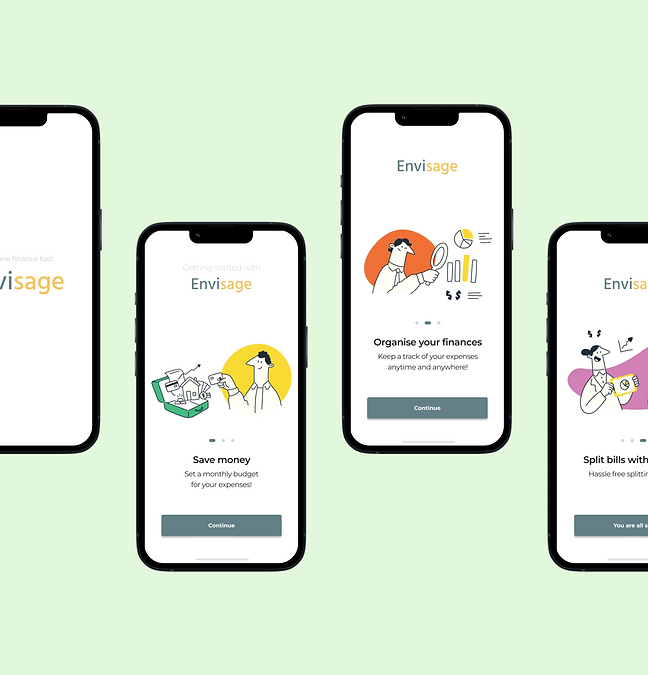 one finance tool
visage
Getting started with
Envisage
Save money
Set a monthly budget
for your expenses!
Continue
Envisage
Organise your finances
Keep a track of your expenses
anytime and anywhere!
Continue
Envisa
Split bills with
Hassle free splittin
You are all s